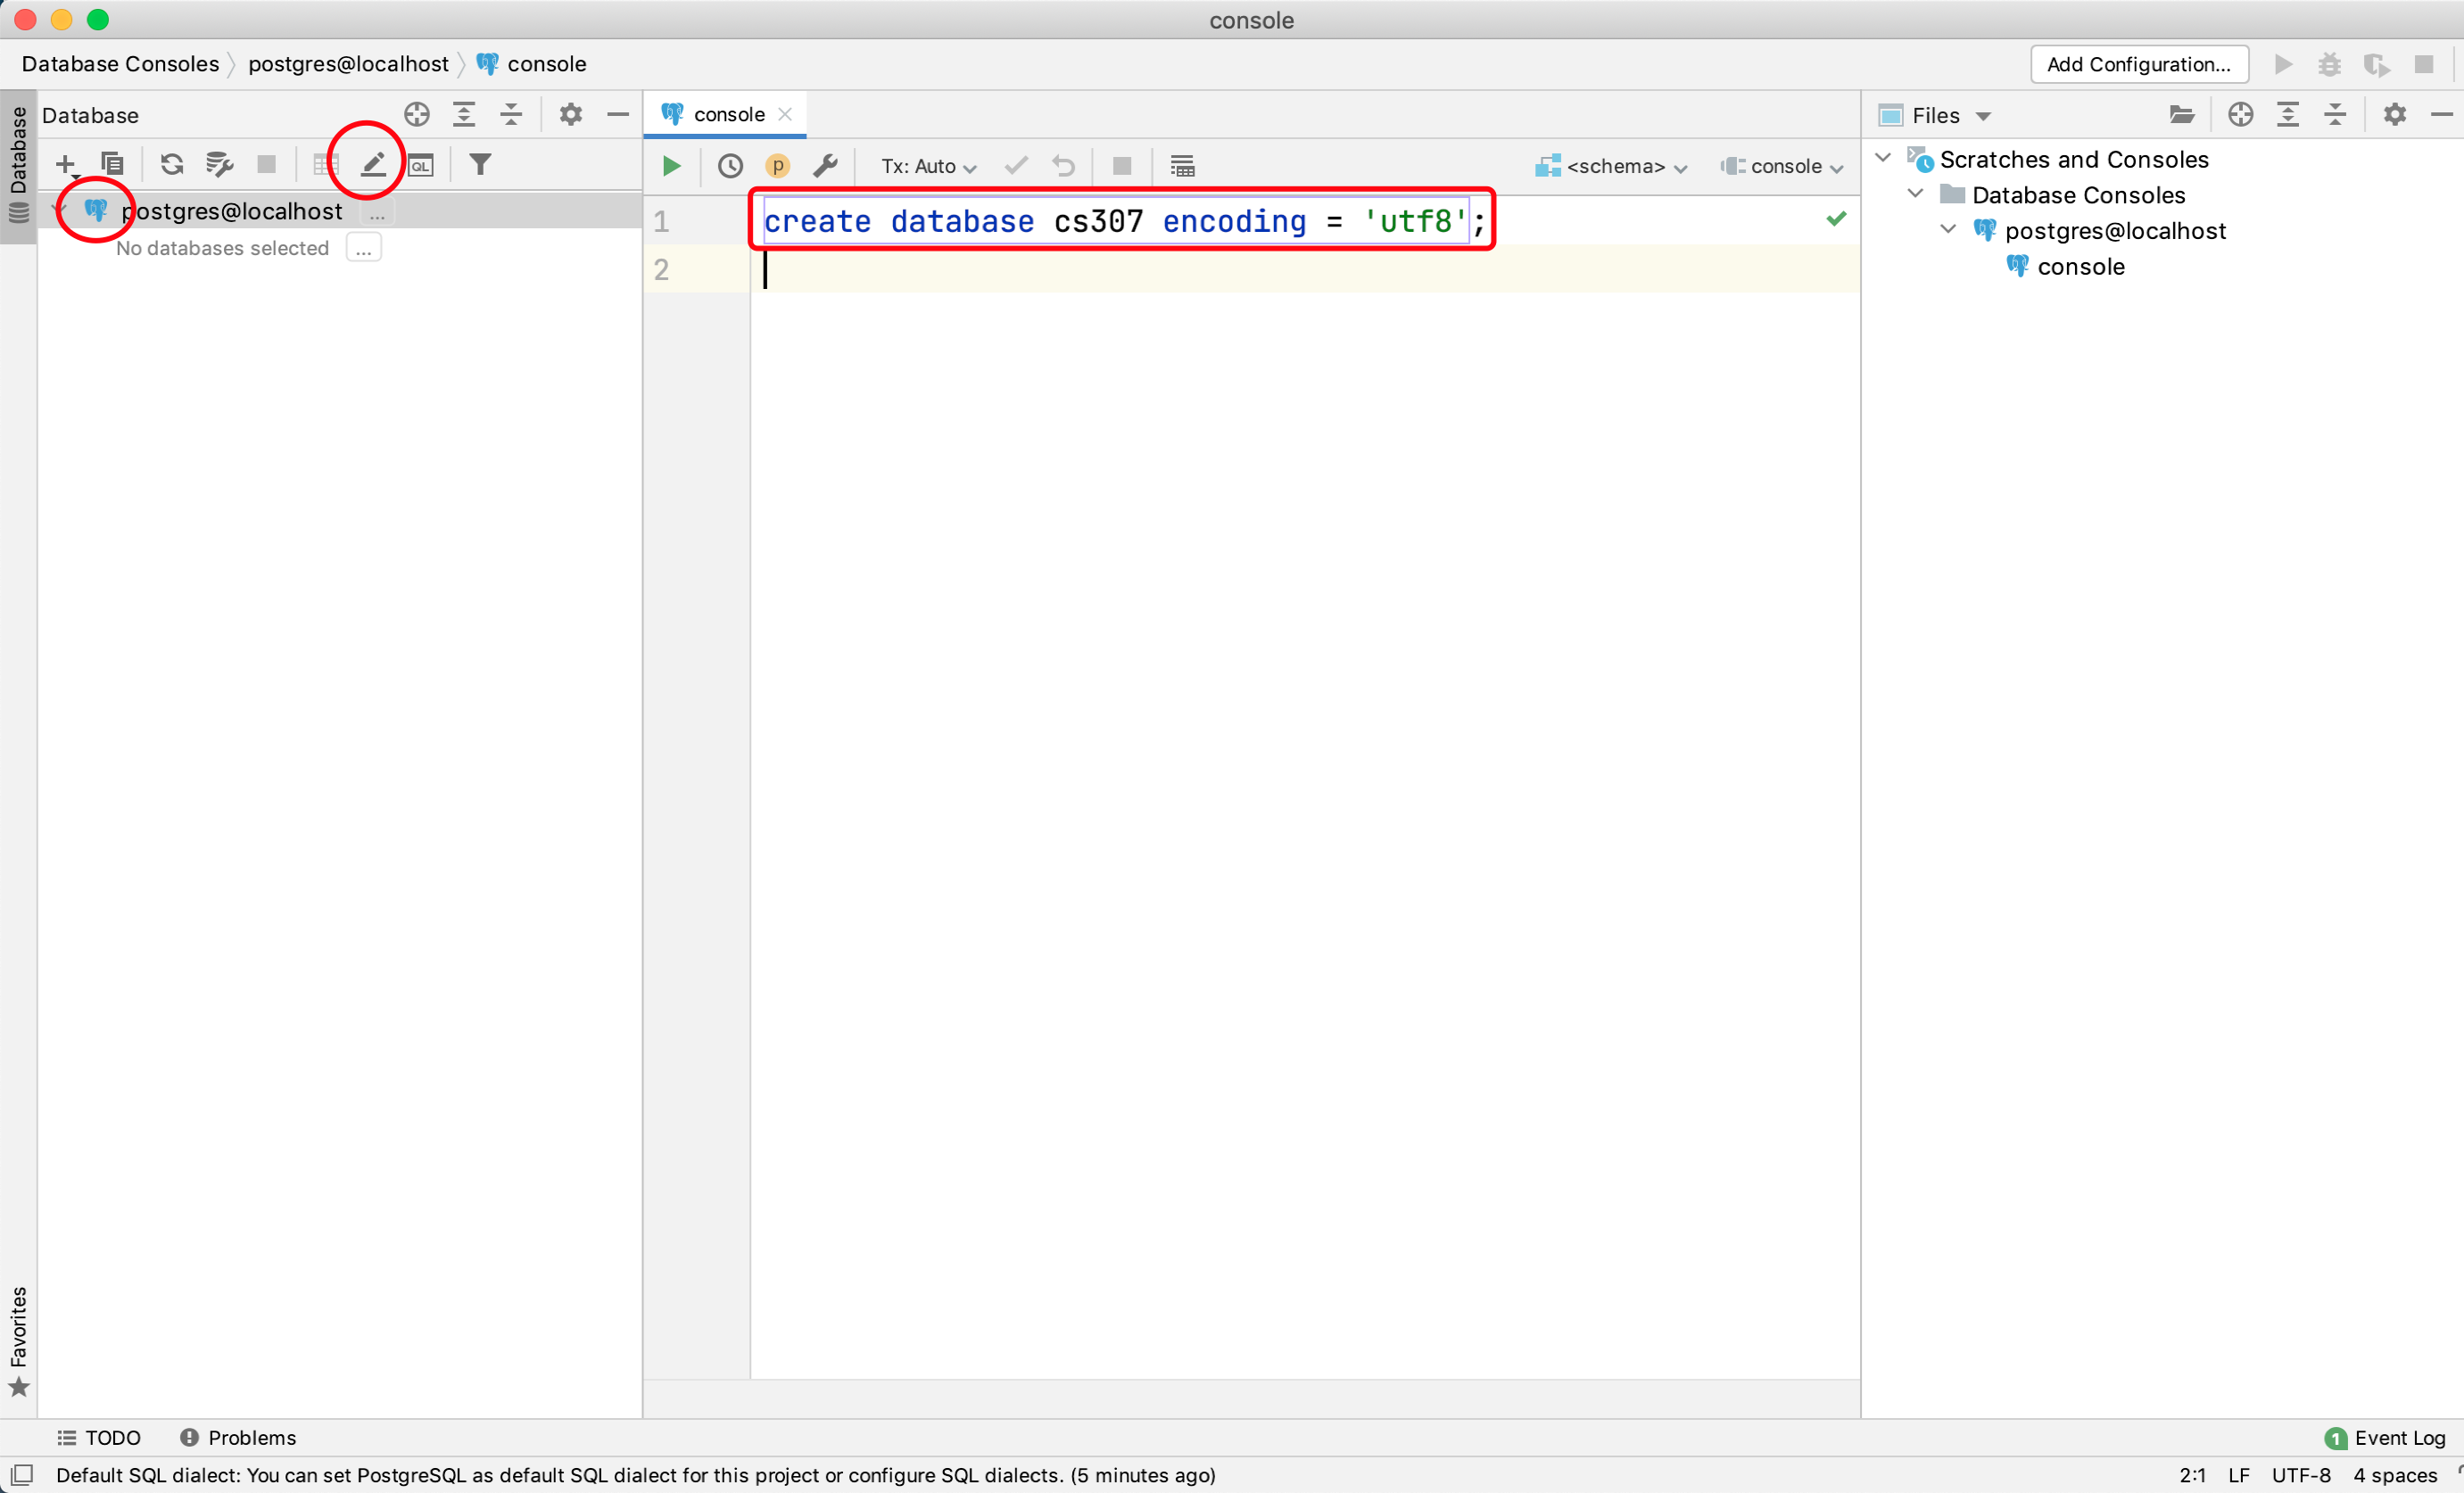 console
Database Consoles postgres@localhost console
Add Configuration...
Database
Database
QL
postgres@localhost ...
No databases selected ...
console
p Tx: Auto <schema> console
1 create database cs307 encoding = 'utf8';
2
Files
Scratches and Consoles
Database Consoles
postgres@localhost
console
Favorites
TODO Problems
1 Event Log
Default SQL dialect: You can set PostgreSQL as default SQL dialect for this project or configure SQL dialects. (5 minutes ago)
2:1 LF UTF-8 4 spaces